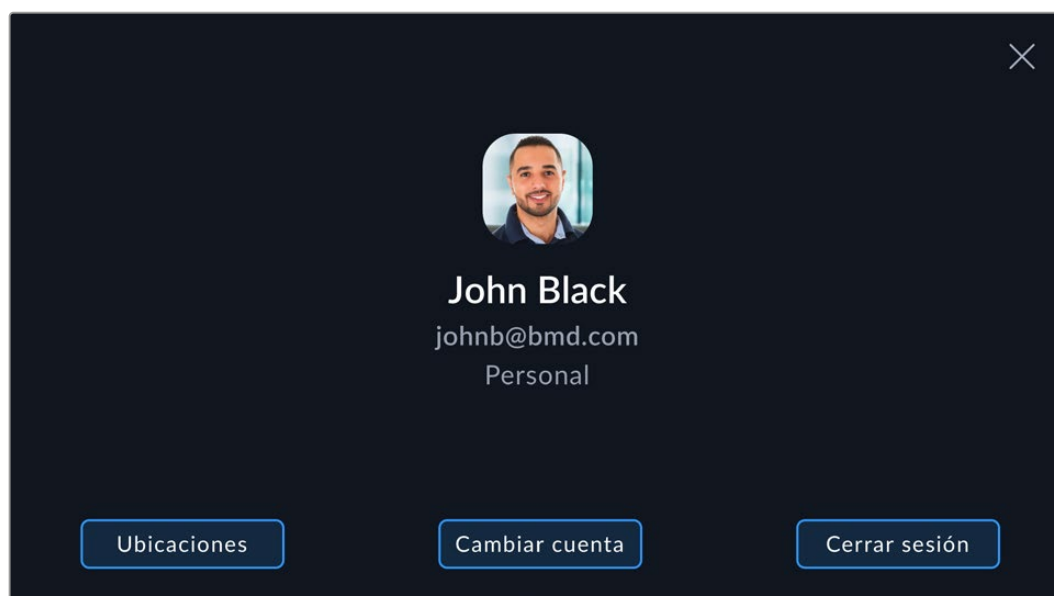 John Black
johnb@bmd.com
Personal
Ubicaciones
Cambiar cuenta
Cerrar sesión